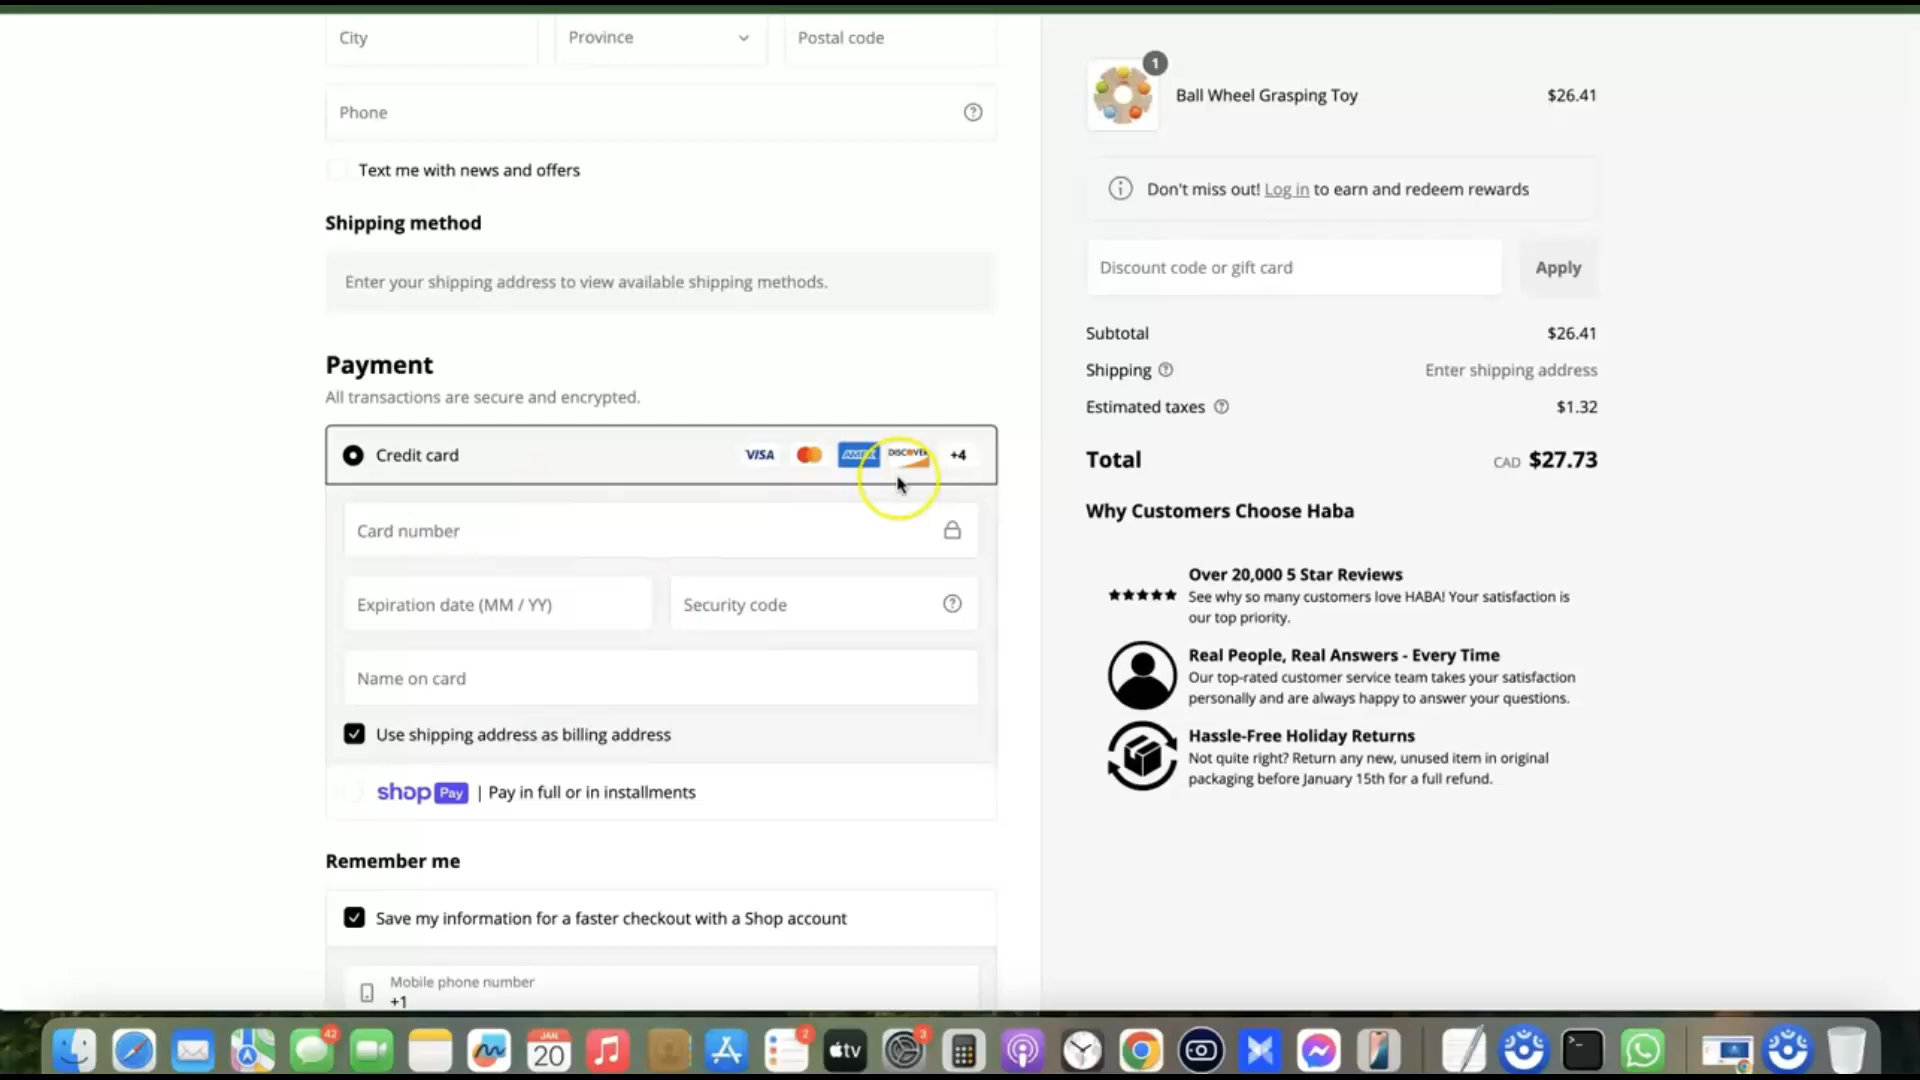 City
Province
Postal code
Phone
Text me with news and offers
Shipping method
Enter your shipping address to view available shipping methods.
Payment
All transactions are secure and encrypted.
Credit card
VISA
AMEX
DISCOVER
+4
Card number
Expiration date (MM / YY)
Security code
Name on card
Use shipping address as billing address
shop Pay | Pay in full or in installments
Remember me
Save my information for a faster checkout with a Shop account
Mobile phone number
+1
1
Ball Wheel Grasping Toy
$26.41
Don't miss out! Log in to earn and redeem rewards
Discount code or gift card
Apply
Subtotal
$26.41
Shipping
Enter shipping address
Estimated taxes
$1.32
Total
CAD $27.73
Why Customers Choose Haba
Over 20,000 5 Star Reviews
See why so many customers love HABA! Your satisfaction is
our top priority.
Real People, Real Answers - Every Time
Our top-rated customer service team takes your satisfaction
personally and are always happy to answer your questions.
Hassle-Free Holiday Returns
Not quite right? Return any new, unused item in original
packaging before January 15th for a full refund.
42
JAN
20
2
tv
3